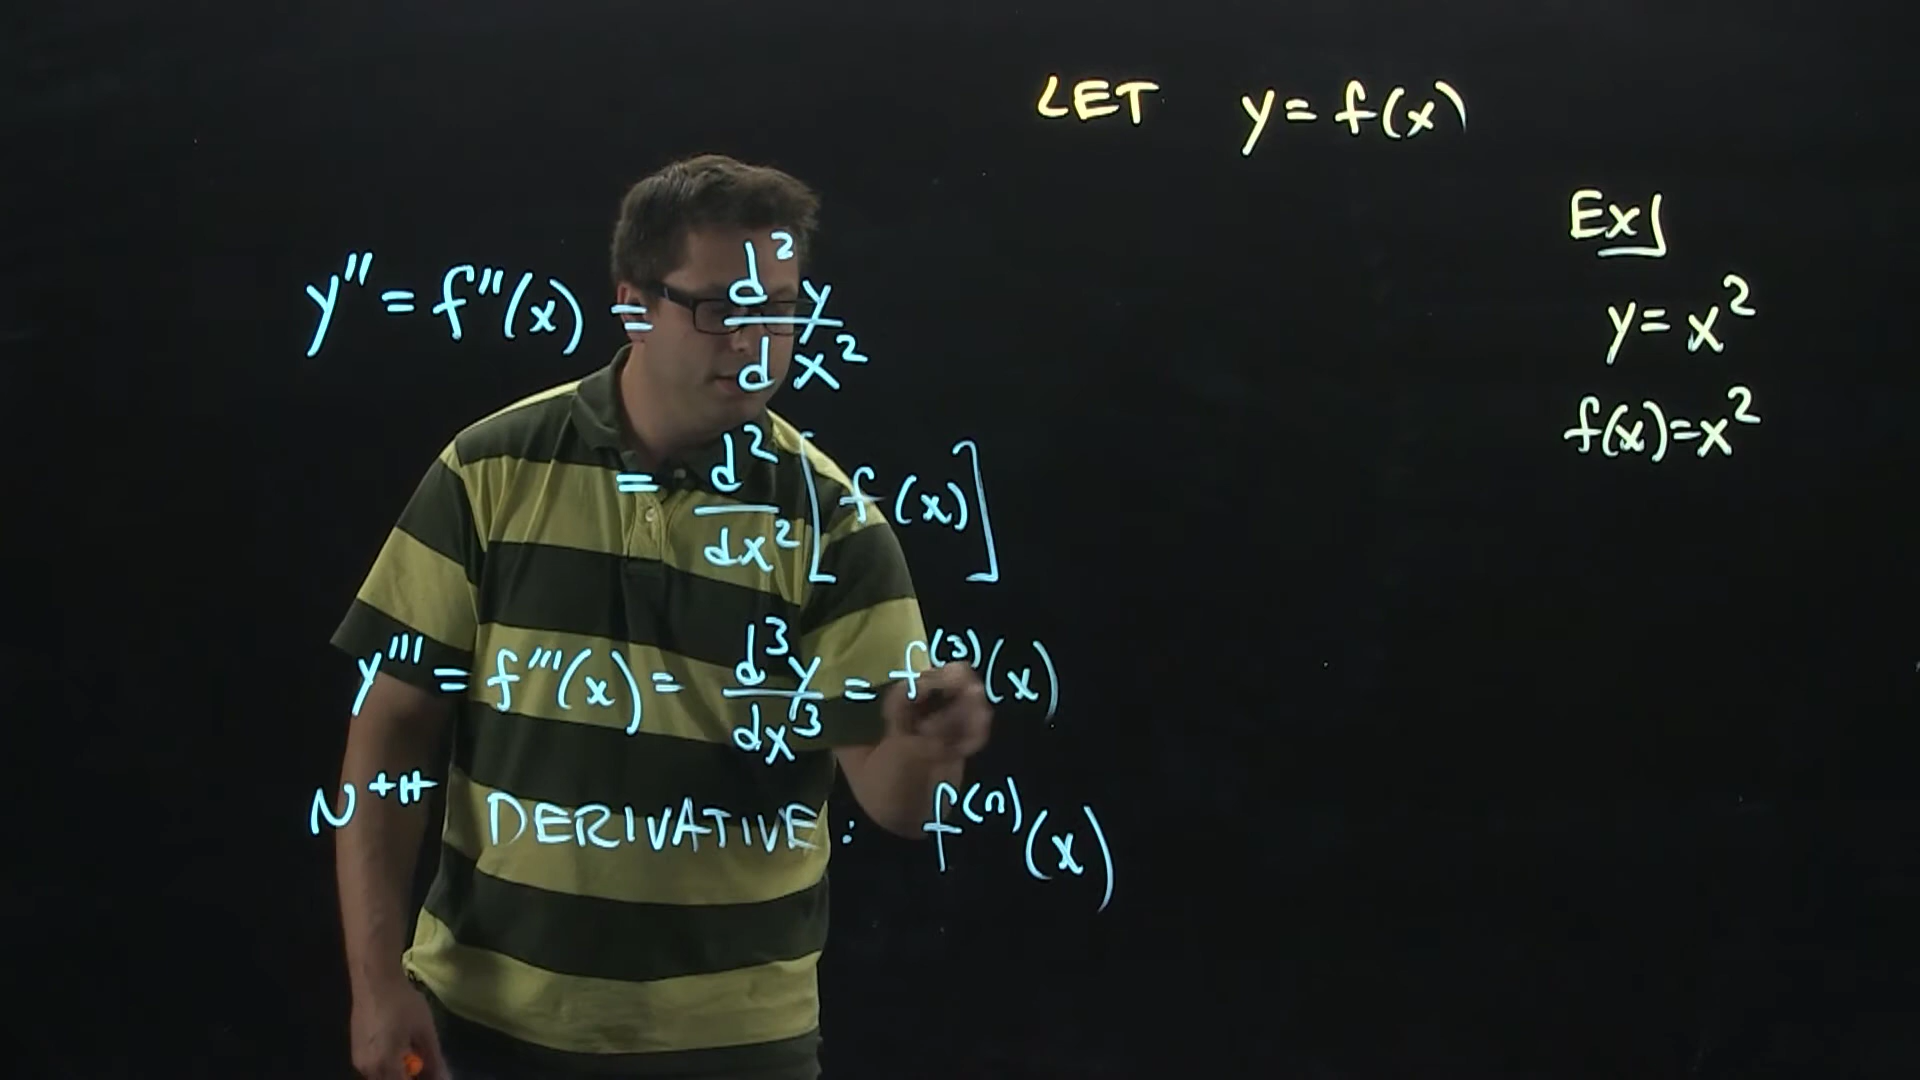 LET y = f(x)
Ex
y = x²
f(x) = x²
y'' = f''(x) = d²y/dx²
= d²/dx² [f(x)]
y''' = f'''(x) = d³y/dx³ = f⁽³⁾(x)
Nᵗʰ DERIVATIVE: f⁽ⁿ⁾(x)